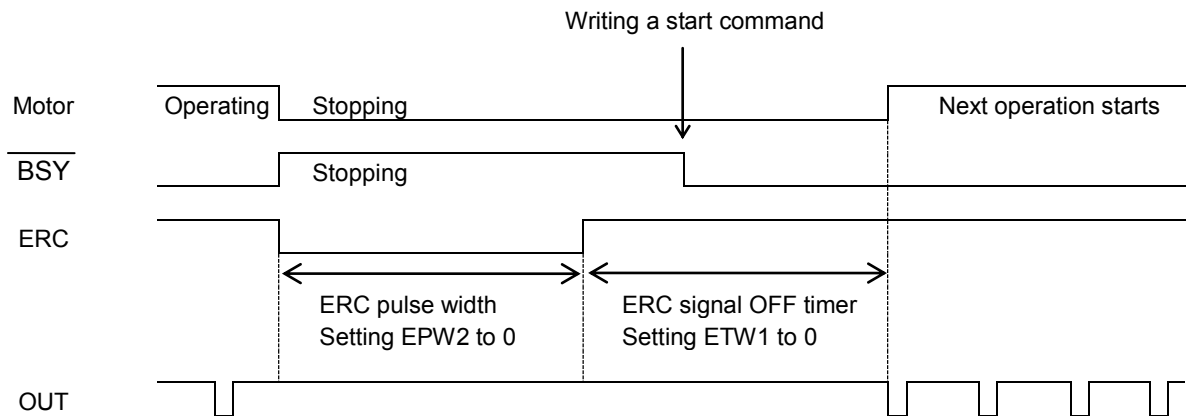 Writing a start command
Motor
Operating
Stopping
Next operation starts
BSY
Stopping
ERC
ERC pulse width
Setting EPW2 to 0
ERC signal OFF timer
Setting ETW1 to 0
OUT